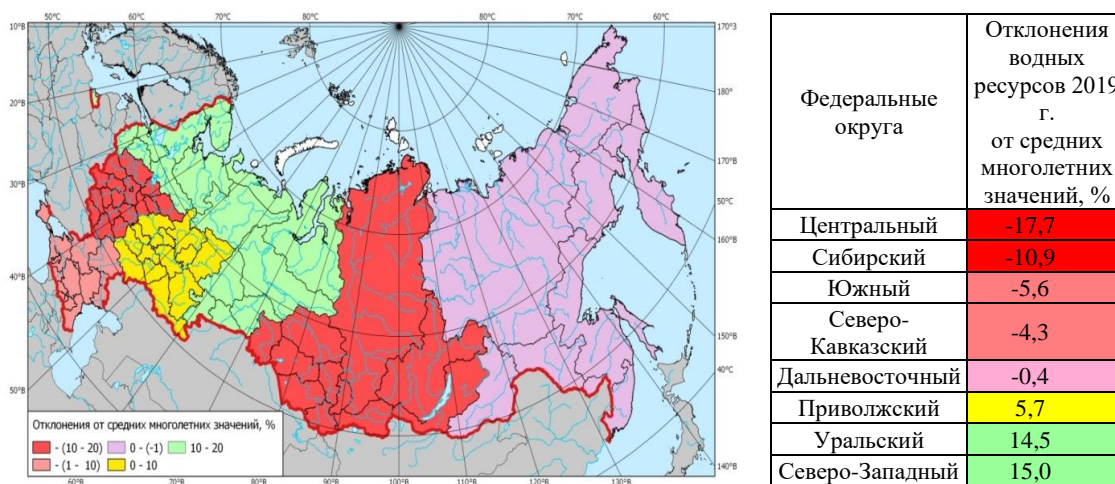 50°C
60°C
70°C
80°C
80°C
70°C
60°C
10°В
170°З
20°В
180°
30°В
170°В
50°C
40°В
160°В
50°В
150°В
40°C
140°В
60°В
70°В
80°В
90°В
100°В
110°В
120°В
130°В
Отклонения от средних многолетних значений, %
- (10 - 20)
0 - (-1)
10 - 20
- (1 - 10)
0 - 10
Федеральные
округа
Отклонения
водных
ресурсов 2019
г.
от средних
многолетних
значений, %
Центральный -17,7
Сибирский -10,9
Южный -5,6
Северо-
Кавказский -4,3
Дальневосточный -0,4
Приволжский 5,7
Уральский 14,5
Северо-Западный 15,0